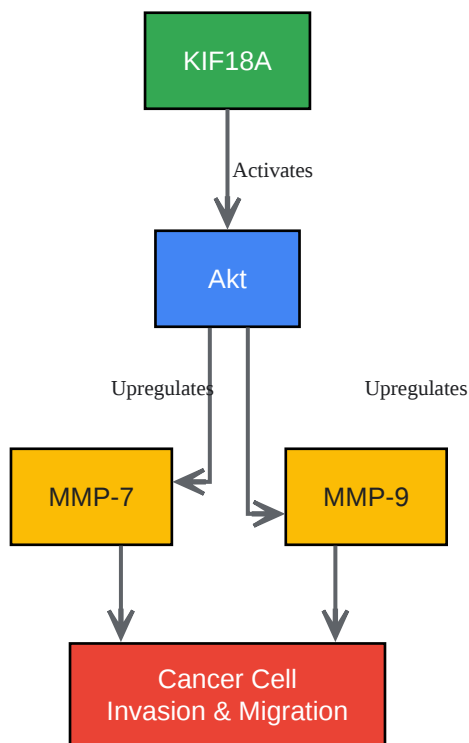 KIF18A
Activates
Akt
Upregulates
Upregulates
MMP-7
MMP-9
Cancer Cell
Invasion & Migration